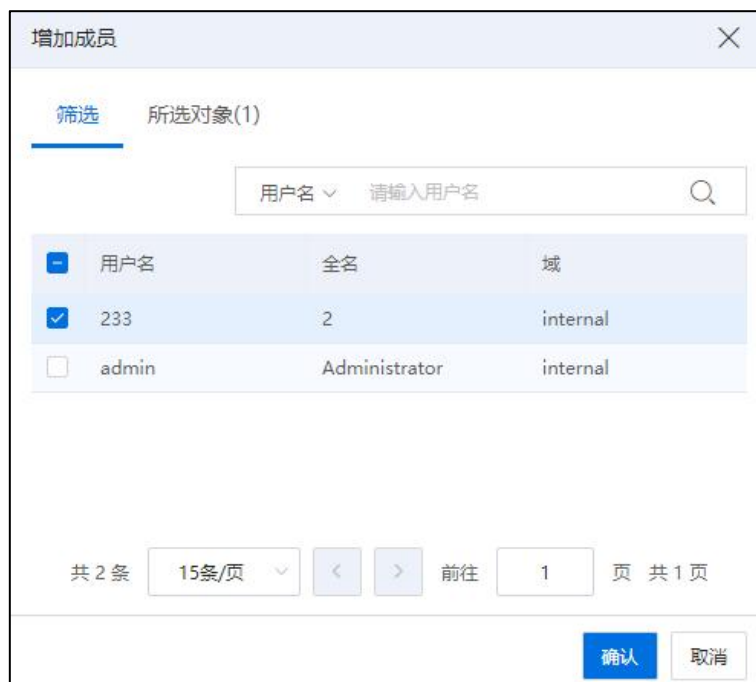 增加成员
筛选 所选对象(1)
用户名 请输入用户名
用户名 全名 域
233 2 internal
admin Administrator internal
共 2 条 15条/页 前往 1 页 共 1 页
确认 取消